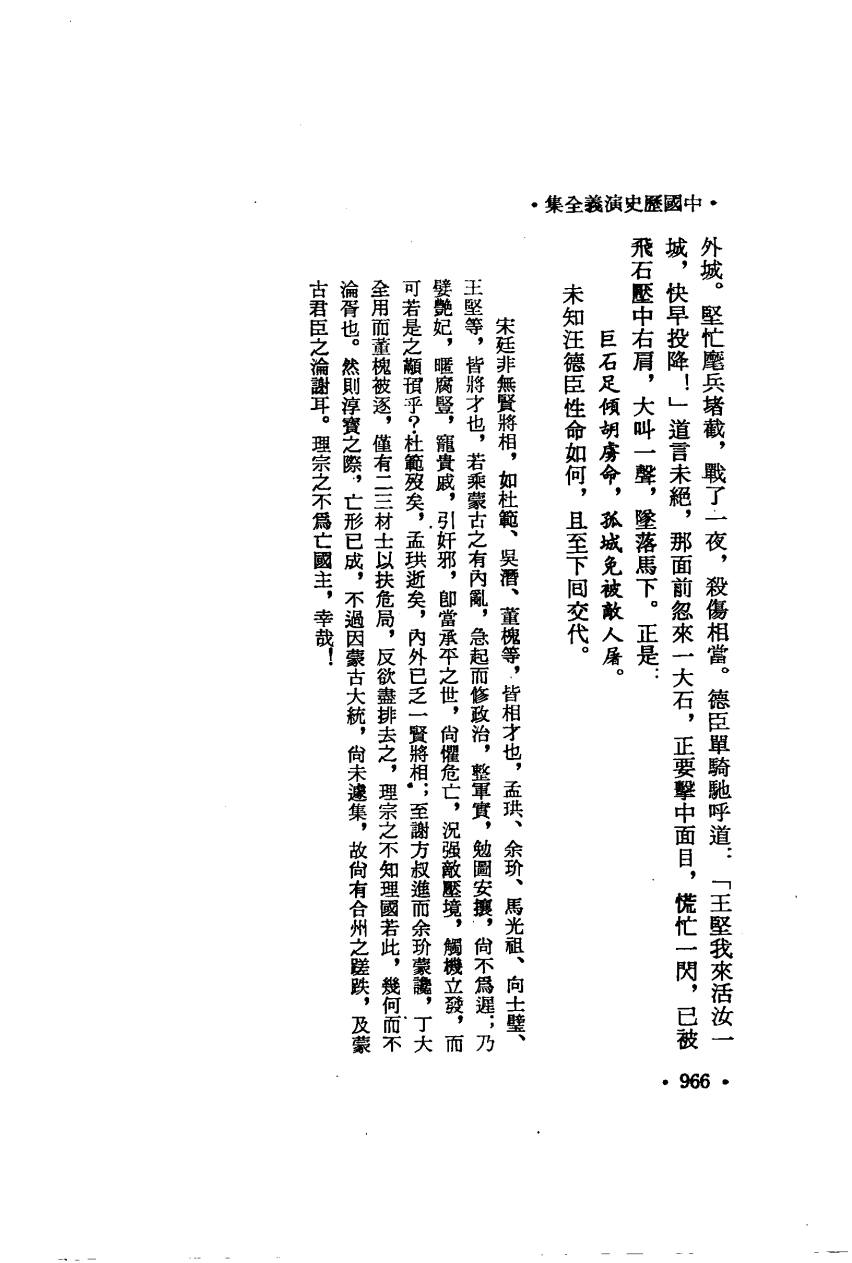 •中國歷史演義全集•
外城。堅忙麾兵堵截，戰了一夜，殺傷相當。德臣單騎馳呼道：「王堅我來活汝一
城，快早投降！」道言未絕，那面前忽來一大石，正要擊中面目，慌忙一閃，已被
飛石壓中右肩，大叫一聲，墜落馬下。正是：
巨石足傾胡虜命，孤城免被敵人屠。
未知汪德臣性命如何，且至下囘交代。
宋廷非無賢將相，如杜範、吳潛、董槐等，皆相才也，孟珙、余玠、馬光祖、向士璧、
王堅等，皆將才也，若乘蒙古之有內亂，急起而修政治，整軍實，勉圖安攘，尙不爲遲；乃
嬖艷妃，暱腐豎，寵貴戚，引奸邪，卽當承平之世，尙懼危亡，況强敵壓境，觸機立發，而
可若是之顢頇乎？杜範歿矣，孟珙逝矣，內外已乏一賢將相；至謝方叔進而余玠蒙讒，丁大
全用而董槐被逐，僅有二三材士以扶危局，反欲盡排去之，理宗之不知理國若此，幾何而不
淪胥也。然則淳寶之際，亡形已成，不過因蒙古大統，尙未遽集，故尙有合州之蹉跌，及蒙
古君臣之淪謝耳。理宗之不爲亡國主，幸哉！
•966•